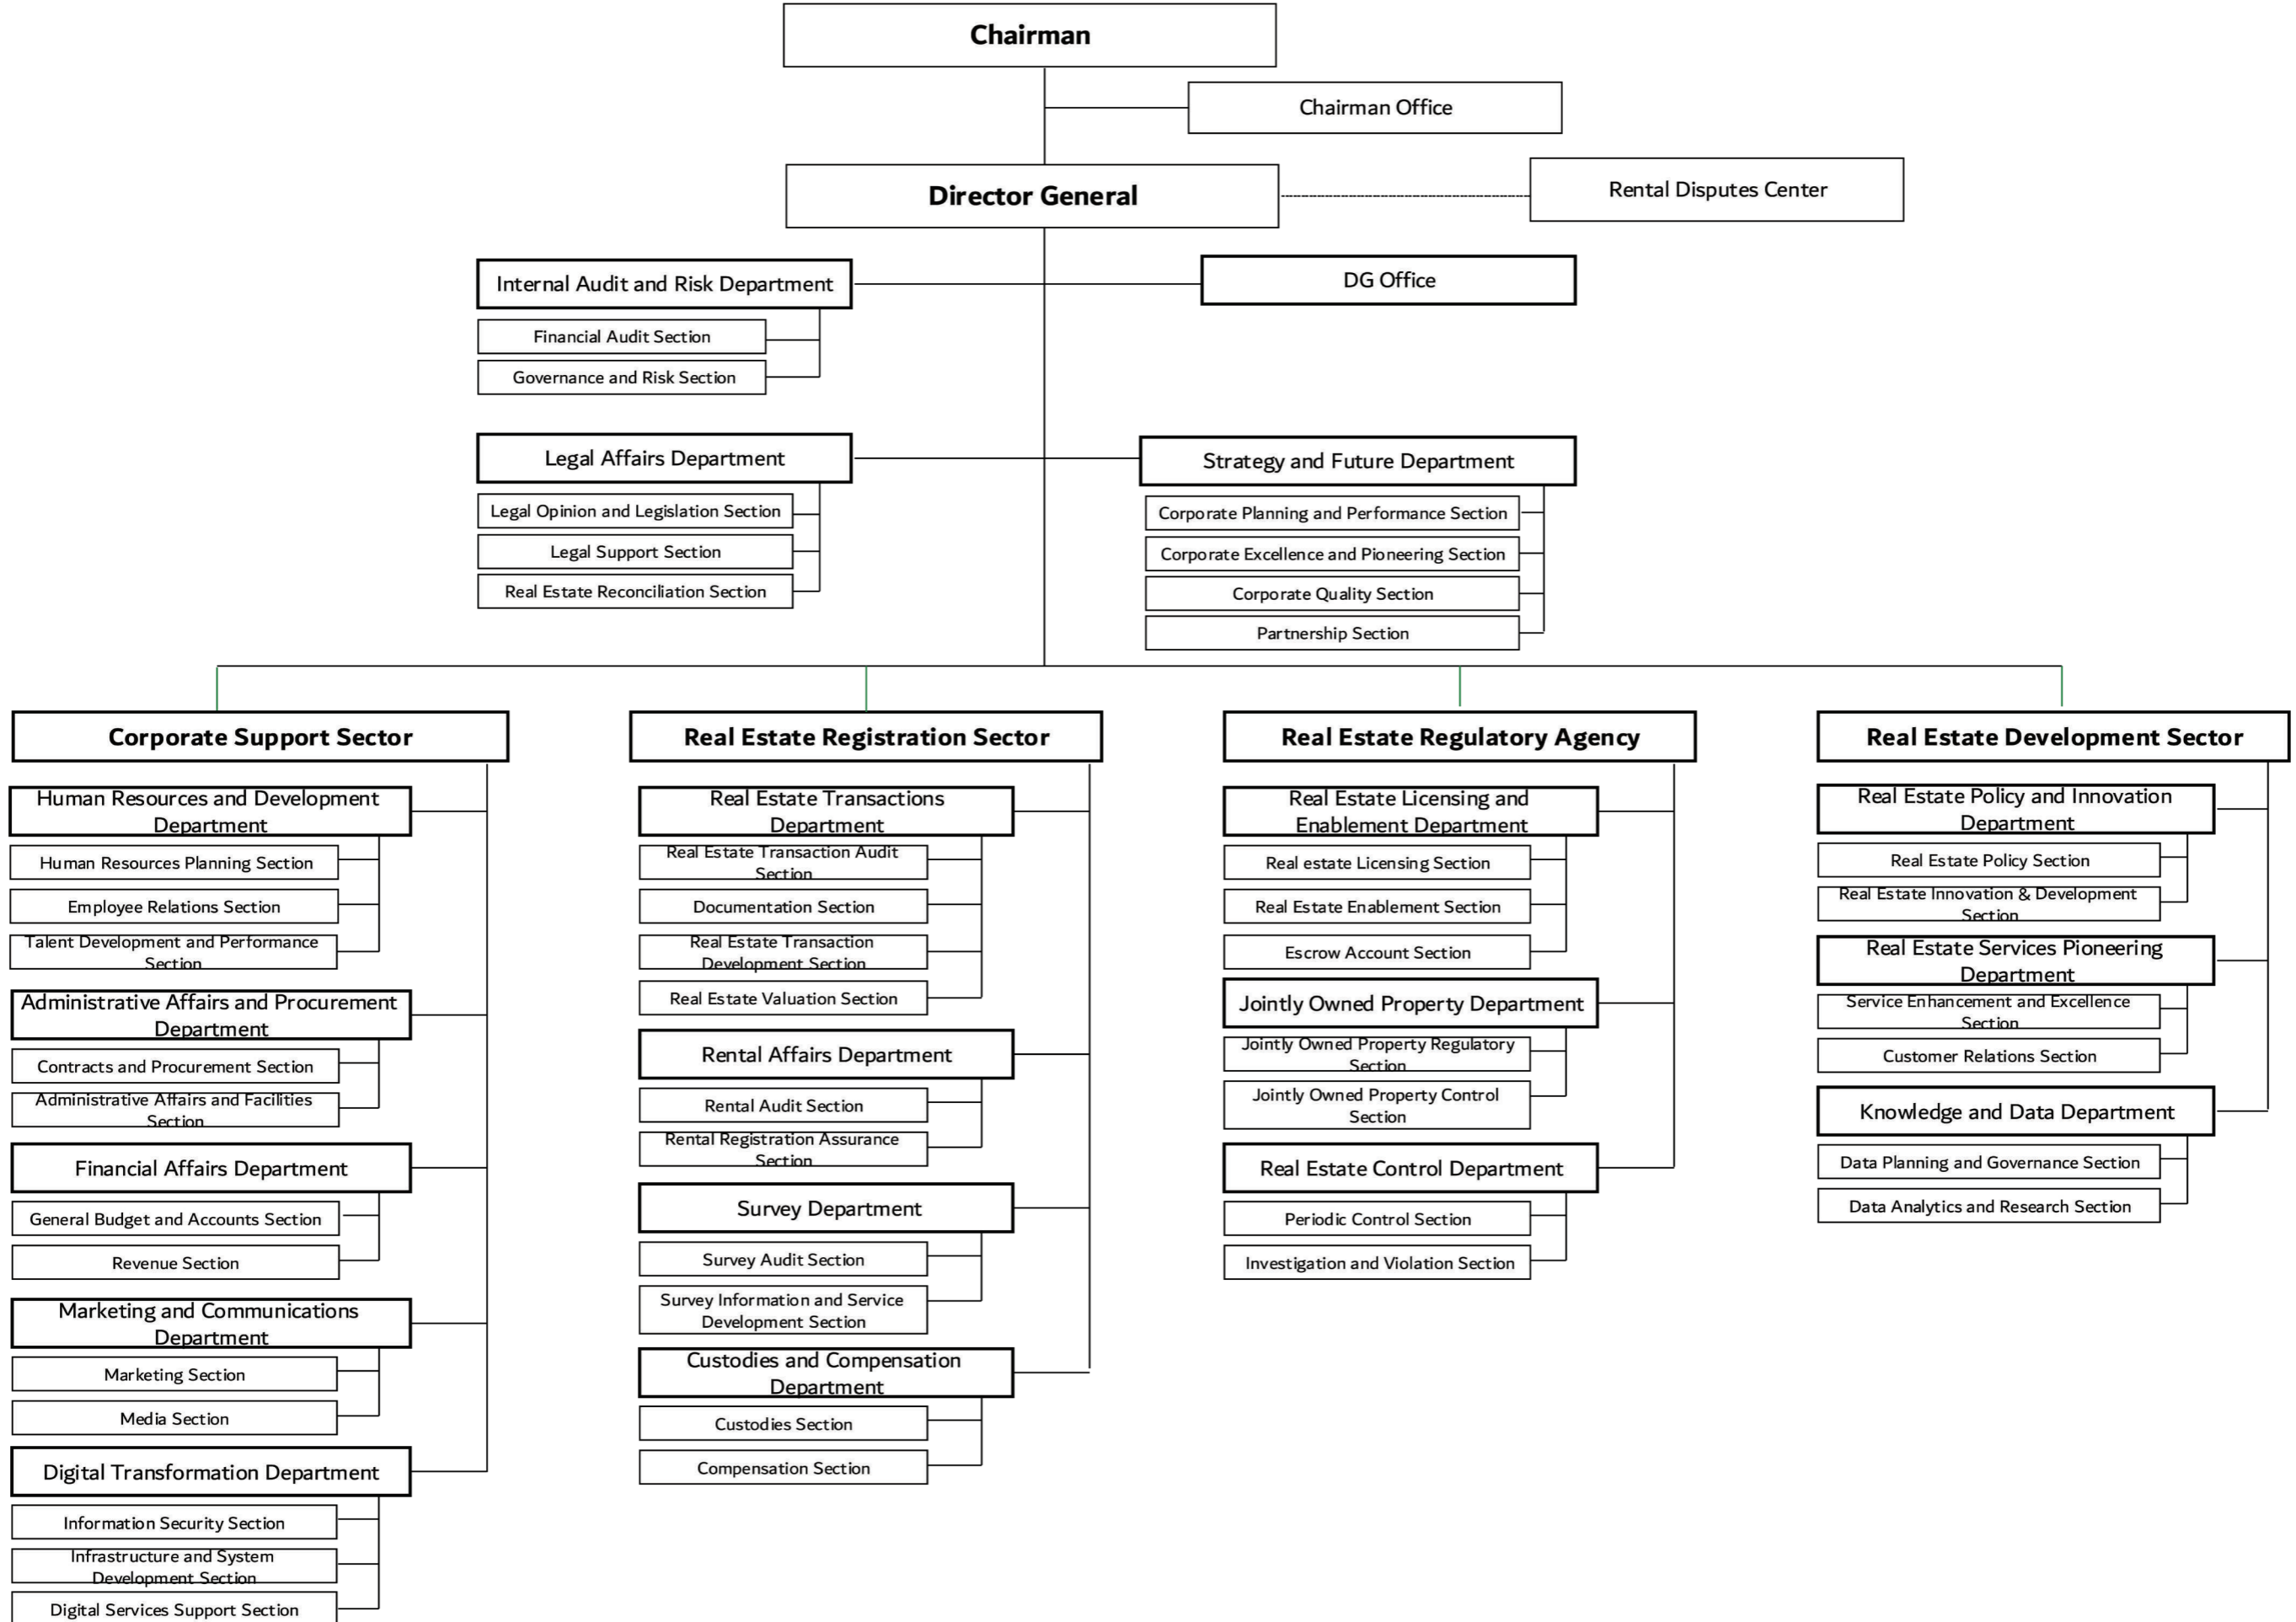 Chairman
Chairman Office
Director General
Rental Disputes Center
Internal Audit and Risk Department
DG Office
Financial Audit Section
Governance and Risk Section
Legal Affairs Department
Strategy and Future Department
Legal Opinion and Legislation Section
Legal Support Section
Real Estate Reconciliation Section
Corporate Planning and Performance Section
Corporate Excellence and Pioneering Section
Corporate Quality Section
Partnership Section
Corporate Support Sector
Human Resources and Development
Department
Human Resources Planning Section
Employee Relations Section
Talent Development and Performance
Section
Administrative Affairs and Procurement
Department
Contracts and Procurement Section
Administrative Affairs and Facilities
Section
Financial Affairs Department
General Budget and Accounts Section
Revenue Section
Marketing and Communications
Department
Marketing Section
Media Section
Digital Transformation Department
Information Security Section
Infrastructure and System
Development Section
Digital Services Support Section
Real Estate Registration Sector
Real Estate Transactions
Department
Real Estate Transaction Audit
Section
Documentation Section
Real Estate Transaction
Development Section
Real Estate Valuation Section
Rental Affairs Department
Rental Audit Section
Rental Registration Assurance
Section
Survey Department
Survey Audit Section
Survey Information and Service
Development Section
Custodies and Compensation
Department
Custodies Section
Compensation Section
Real Estate Regulatory Agency
Real Estate Licensing and
Enablement Department
Real estate Licensing Section
Real Estate Enablement Section
Escrow Account Section
Jointly Owned Property Department
Jointly Owned Property Regulatory
Section
Jointly Owned Property Control
Section
Real Estate Control Department
Periodic Control Section
Investigation and Violation Section
Real Estate Development Sector
Real Estate Policy and Innovation
Department
Real Estate Policy Section
Real Estate Innovation & Development
Section
Real Estate Services Pioneering
Department
Service Enhancement and Excellence
Section
Customer Relations Section
Knowledge and Data Department
Data Planning and Governance Section
Data Analytics and Research Section